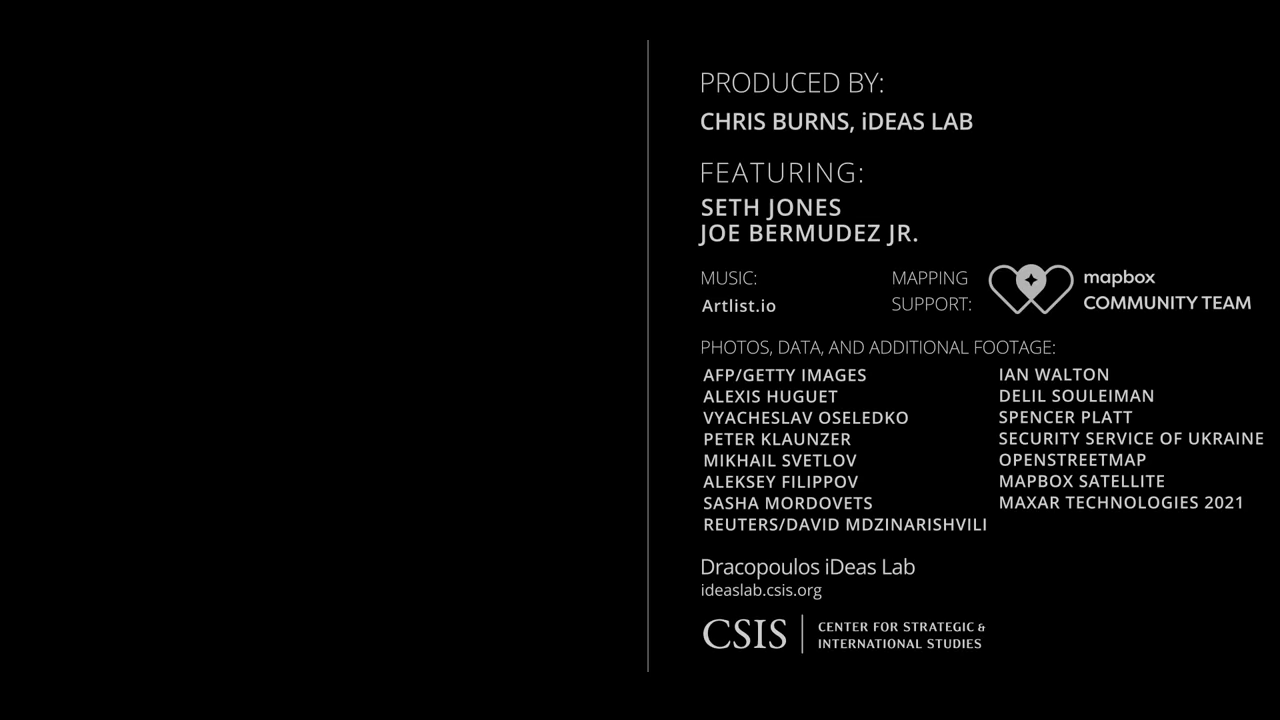 PRODUCED BY:
CHRIS BURNS, iDEAS LAB
FEATURING:
SETH JONES
JOE BERMUDEZ JR.
MUSIC:
Artlist.io
MAPPING
SUPPORT:
mapbox
COMMUNITY TEAM
PHOTOS, DATA, AND ADDITIONAL FOOTAGE:
AFP/GETTY IMAGES
ALEXIS HUGUET
VYACHESLAV OSELEDKO
PETER KLAUNZER
MIKHAIL SVETLOV
ALEKSEY FILIPPOV
SASHA MORDOVETS
REUTERS/DAVID MDZINARISHVILI
IAN WALTON
DELIL SOULEIMAN
SPENCER PLATT
SECURITY SERVICE OF UKRAINE
OPENSTREETMAP
MAPBOX SATELLITE
MAXAR TECHNOLOGIES 2021
Dracopoulos iDeas Lab
ideaslab.csis.org
CSIS
CENTER FOR STRATEGIC &
INTERNATIONAL STUDIES